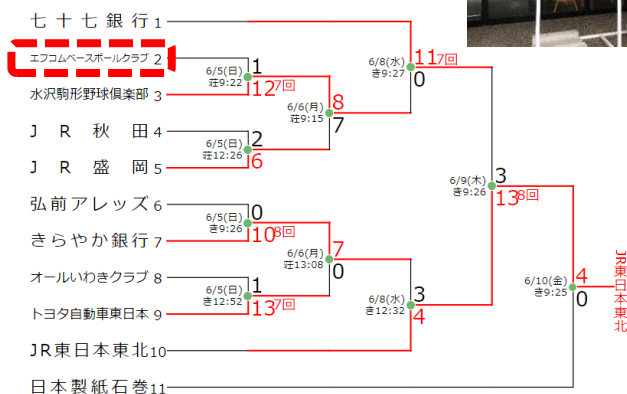 七十七銀行 1
エフコムベースボールクラブ 2
6/5(日)
荘9:22
1
12 7回
水沢駒形野球倶楽部 3
6/6(月)
荘9:15
8
7
JR秋田 4
6/5(日)
荘12:26
2
6
JR盛岡 5
6/8(水)
き9:27
11 7回
0
弘前アレッズ 6
6/5(日)
き9:26
0
10 8回
きらやか銀行 7
6/6(月)
荘13:08
7
0
オールいわきクラブ 8
6/5(日)
き12:52
1
13 7回
トヨタ自動車東日本 9
6/8(水)
き12:32
3
4
JR東日本東北 10
6/9(木)
き9:26
3
13 8回
日本製紙石巻 11
6/10(金)
き9:25
4
0
JR東日本東北